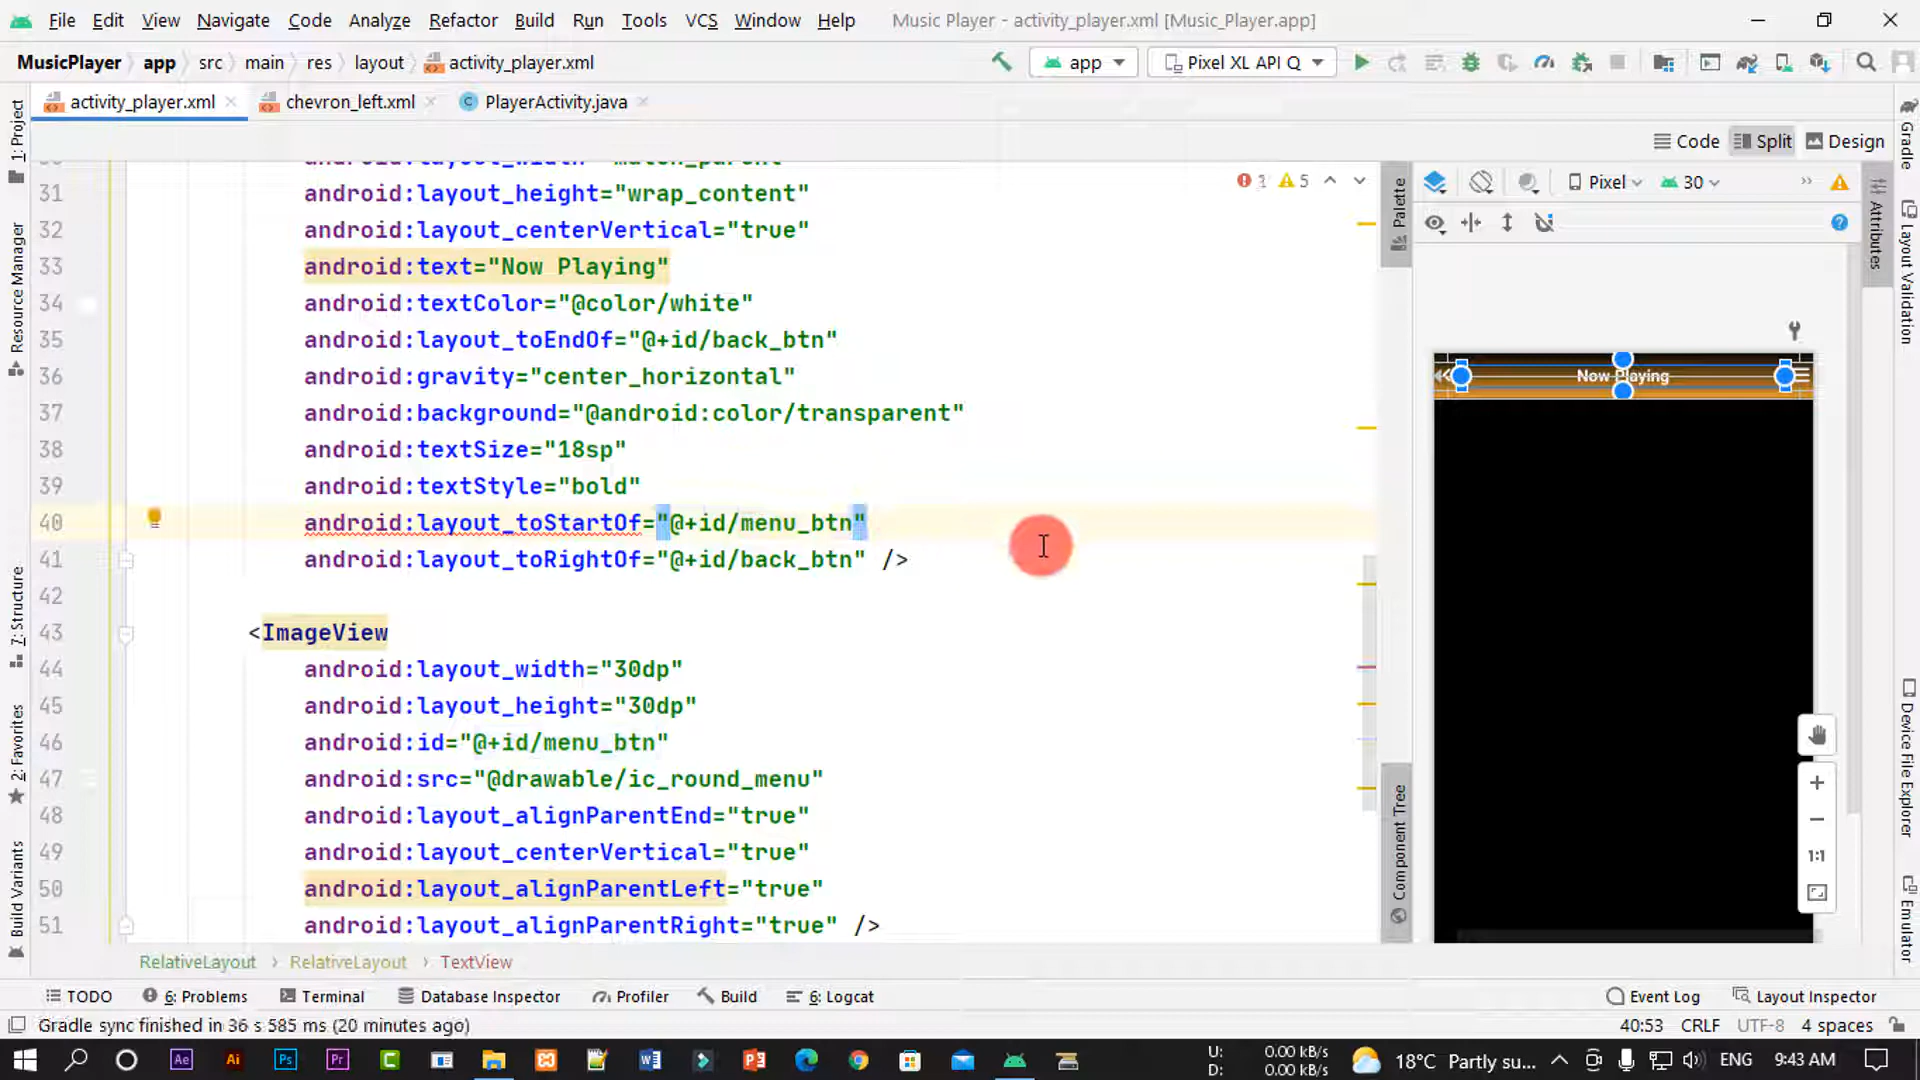 File Edit View Navigate Code Analyze Refactor Build Run Tools VCS Window Help Music Player - activity_player.xml [Music_Player.app]
MusicPlayer app src main res layout activity_player.xml app Pixel XL API Q
activity_player.xml chevron_left.xml PlayerActivity.java
Code Split Design
1: Project
Resource Manager
7: Structure
2: Favorites
Build Variants
31 android:layout_height="wrap_content"
32 android:layout_centerVertical="true"
33 android:text="Now Playing"
34 android:textColor="@color/white"
35 android:layout_toEndOf="@+id/back_btn"
36 android:gravity="center_horizontal"
37 android:background="@android:color/transparent"
38 android:textSize="18sp"
39 android:textStyle="bold"
40 android:layout_toStartOf="@+id/menu_btn"
41 android:layout_toRightOf="@+id/back_btn" />
42
43 <ImageView
44 android:layout_width="30dp"
45 android:layout_height="30dp"
46 android:id="@+id/menu_btn"
47 android:src="@drawable/ic_round_menu"
48 android:layout_alignParentEnd="true"
49 android:layout_centerVertical="true"
50 android:layout_alignParentLeft="true"
51 android:layout_alignParentRight="true" />
1 5
Palette
Component Tree
Pixel 30
Now Playing
1:1
Attributes
Gradle
Layout Validation
Device File Explorer
Emulator
RelativeLayout RelativeLayout TextView
TODO 6: Problems Terminal Database Inspector Profiler Build 6: Logcat Event Log Layout Inspector
Gradle sync finished in 36 s 585 ms (20 minutes ago) 40:53 CRLF UTF-8 4 spaces
U: 0.00 kB/s
D: 0.00 kB/s
18°C Partly su... ENG 9:43 AM